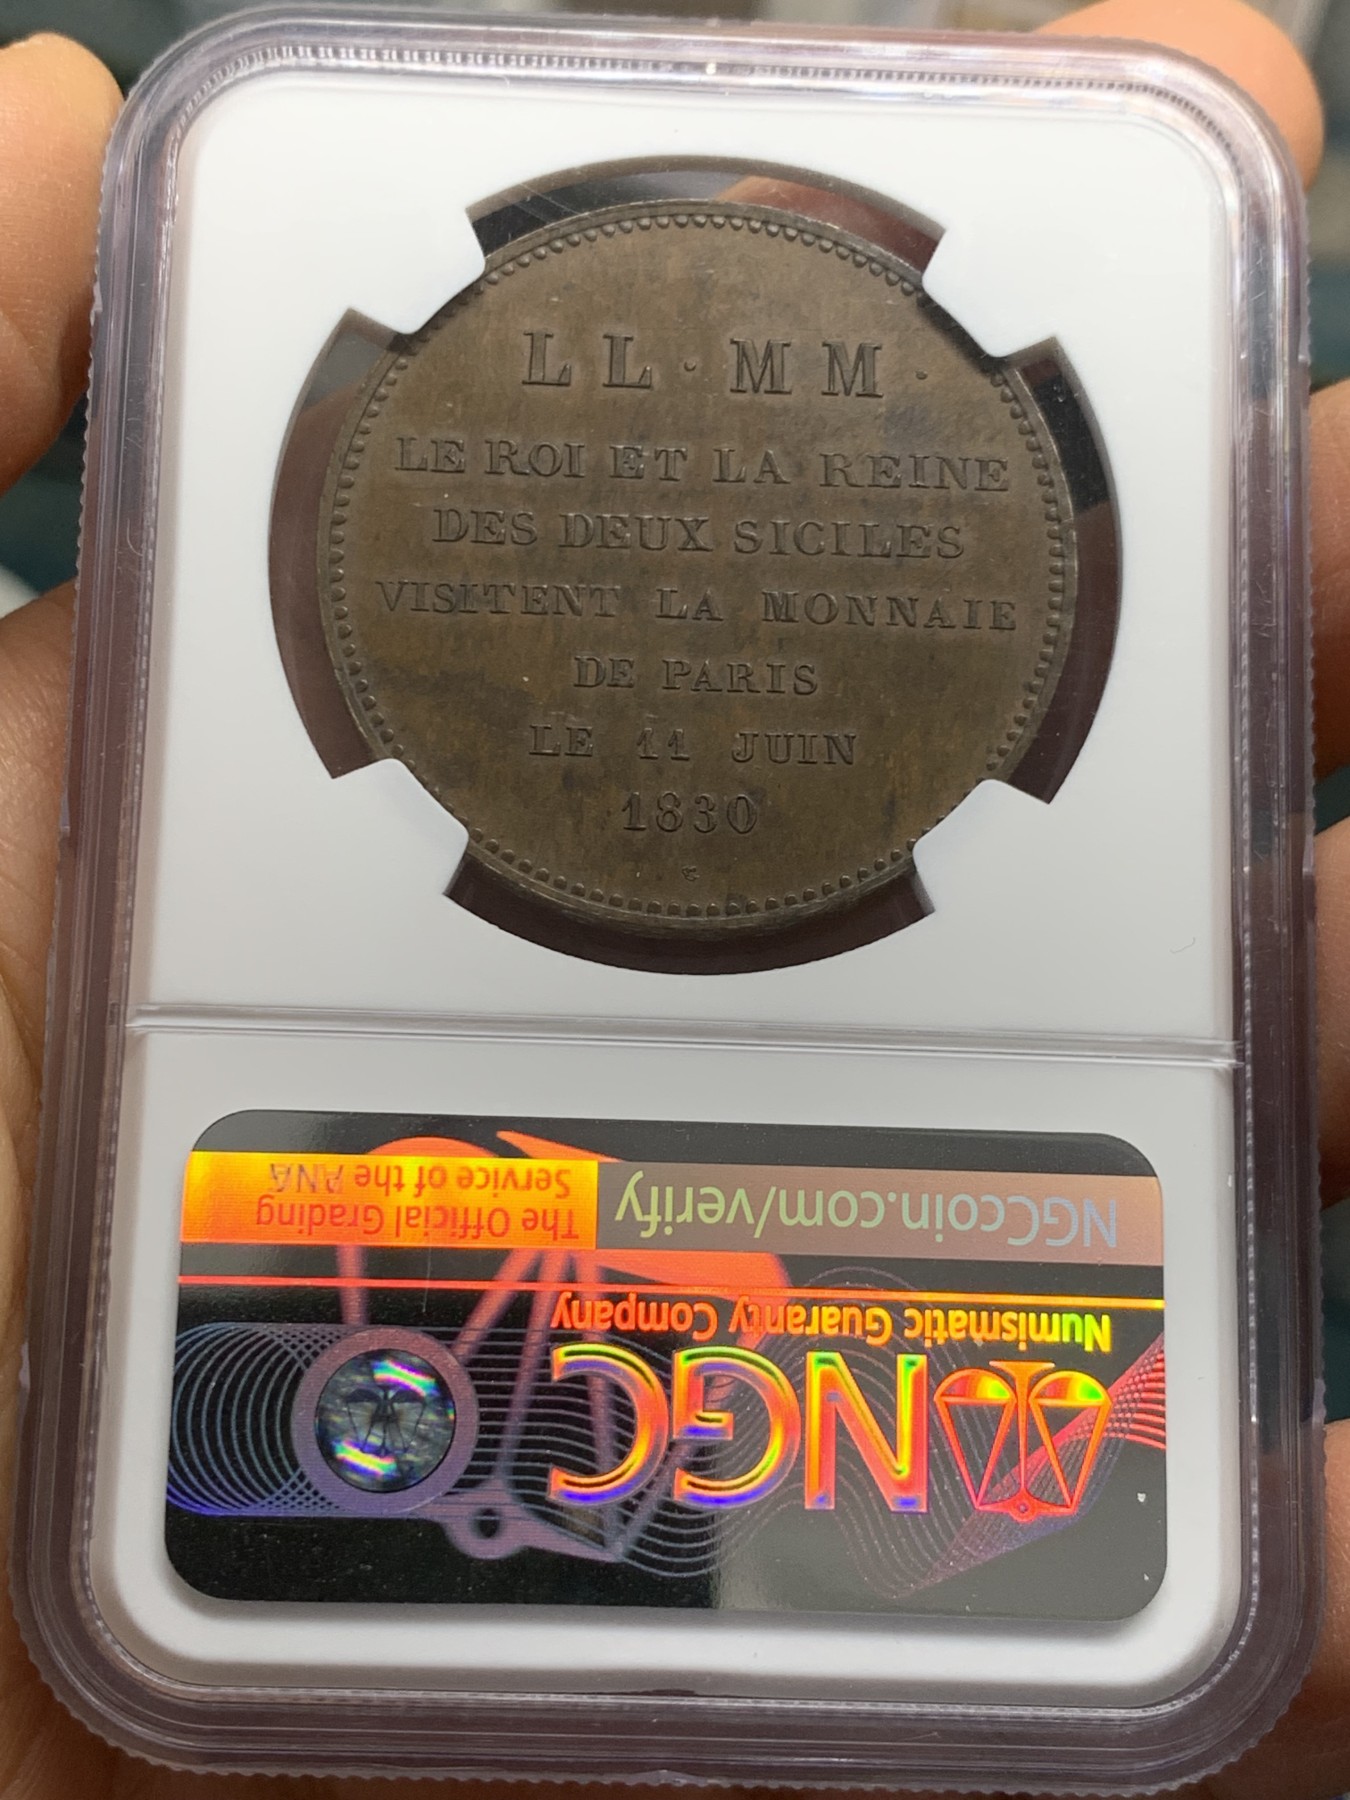 LL · MM ·
LE ROI ET LA REINE
DES DEUX SICILES
VISITENT LA MONNAIE
DE PARIS
LE 11 JUIN
1830
NGC
Numismatic Guaranty Company
NGCcoin.com/verify
The Official Grading
Service of the ANA